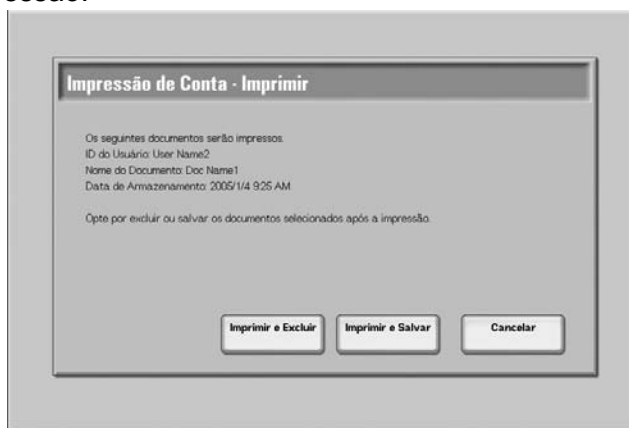 Impressão de Conta - Imprimir
Os seguintes documentos serão impressos.
ID do Usuário: User Name2
Nome do Documento: Doc Name1
Data de Armazenamento: 2005/1/4 9:25 AM
Opte por excluir ou salvar os documentos selecionados após a impressão.
Imprimir e Excluir
Imprimir e Salvar
Cancelar